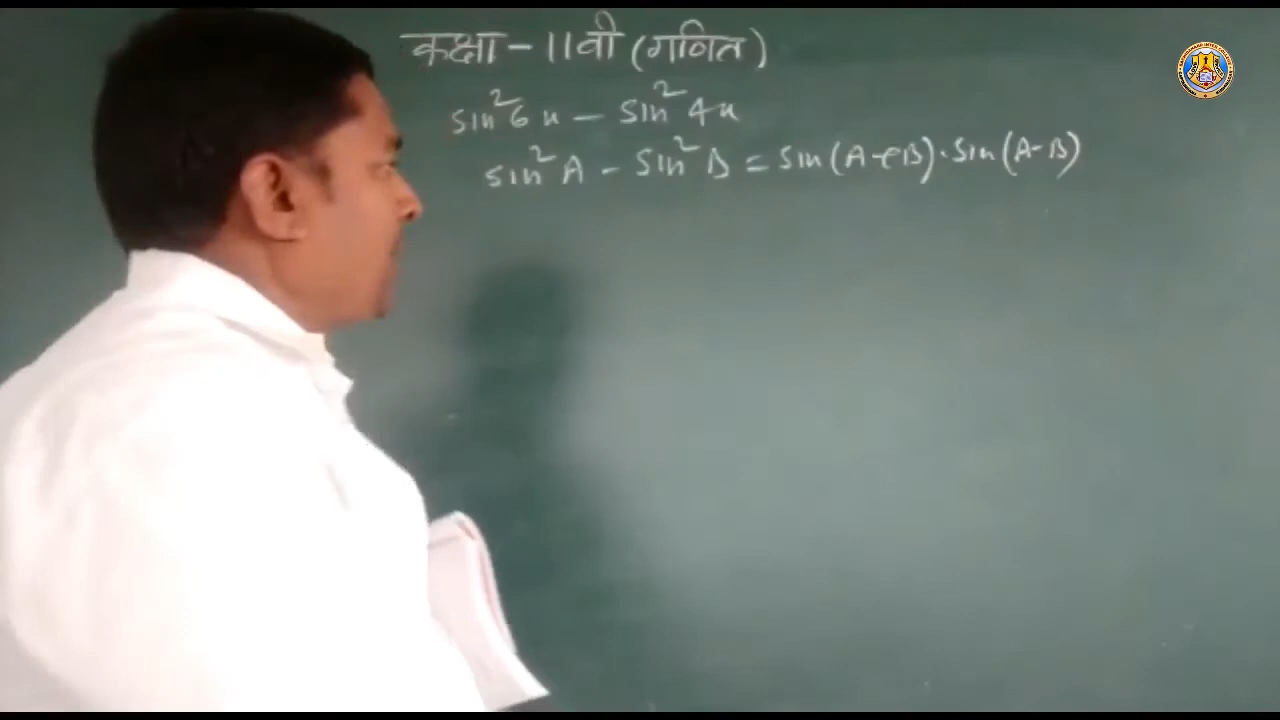 कक्षा - 11वी (गणित)
sin²6x - sin²4x
sin²A - sin²B = sin(A+B).sin(A-B)